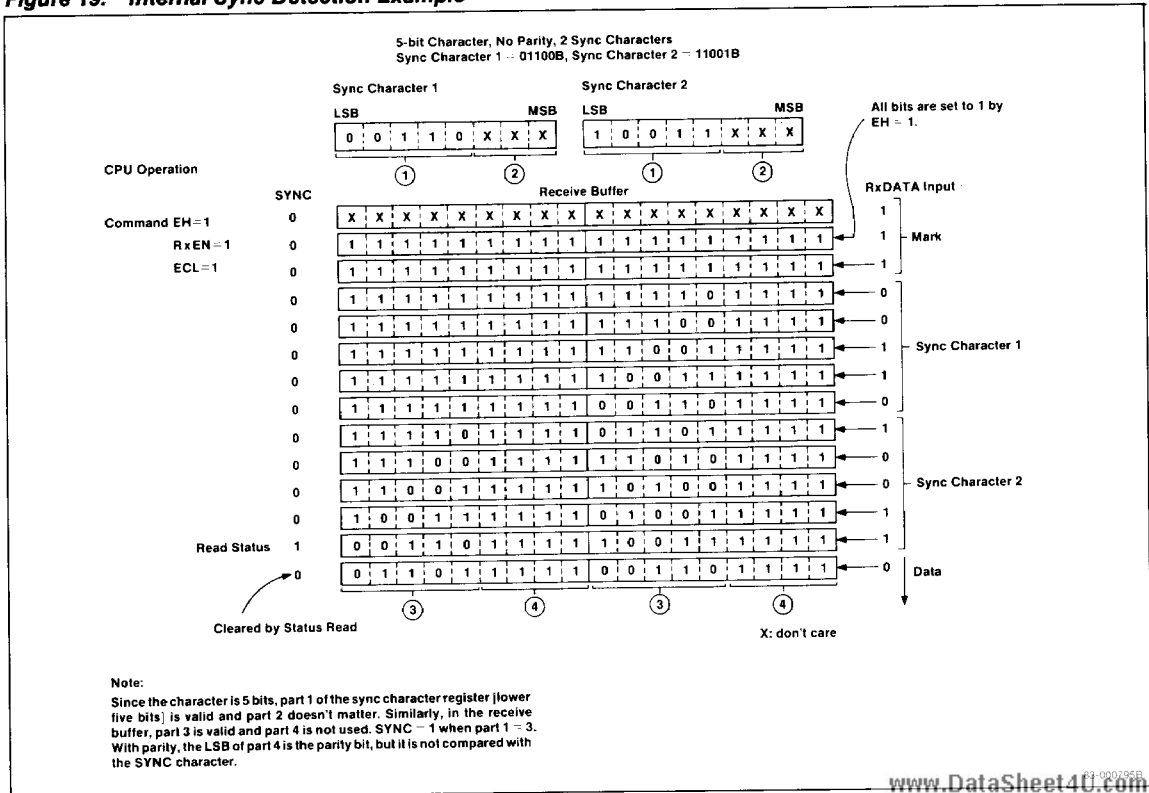 Figure 19. Internal Sync Detection Example
5-bit Character, No Parity, 2 Sync Characters
Sync Character 1 = 01100B, Sync Character 2 = 11001B
Sync Character 1 Sync Character 2
LSB MSB LSB MSB
0 0 1 1 0 X X X 1 0 0 1 1 X X X
① ② ① ②
All bits are set to 1 by
EH = 1.
CPU Operation
SYNC Receive Buffer RxDATA Input
Command EH=1 0 X X X X X X X X X X X X X X X X 1
RxEN=1 0 1 1 1 1 1 1 1 1 1 1 1 1 1 1 1 1 1 Mark
ECL=1 0 1 1 1 1 1 1 1 1 1 1 1 1 1 1 1 1 1
0 1 1 1 1 1 1 1 1 1 1 1 1 0 1 1 1 1 0
0 1 1 1 1 1 1 1 1 1 1 1 0 0 1 1 1 1 0
0 1 1 1 1 1 1 1 1 1 1 0 0 1 1 1 1 1 1 Sync Character 1
0 1 1 1 1 1 1 1 1 1 0 0 1 1 1 1 1 1 1
0 1 1 1 1 1 1 1 1 1 0 0 1 1 0 1 1 1 1 0
0 1 1 1 1 0 1 1 1 1 0 1 1 0 1 1 1 1 1
0 1 1 1 0 0 1 1 1 1 1 1 0 1 0 1 1 1 1 0
0 1 1 0 0 1 1 1 1 1 1 0 1 0 0 1 1 1 1 0 Sync Character 2
0 1 0 0 1 1 1 1 1 1 0 1 0 0 1 1 1 1 1 1
Read Status 1 0 0 1 1 0 1 1 1 1 1 0 0 1 1 1 1 1 1
0 0 1 1 0 1 1 1 1 1 0 0 1 1 0 1 1 1 1 0 Data
③ ④ ③ ④
Cleared by Status Read
X: don't care
Note:
Since the character is 5 bits, part 1 of the sync character register [lower
five bits] is valid and part 2 doesn't matter. Similarly, in the receive
buffer, part 3 is valid and part 4 is not used. SYNC = 1 when part 1 = 3.
With parity, the LSB of part 4 is the parity bit, but it is not compared with
the SYNC character.
83-000795B
www.DataSheet4U.com